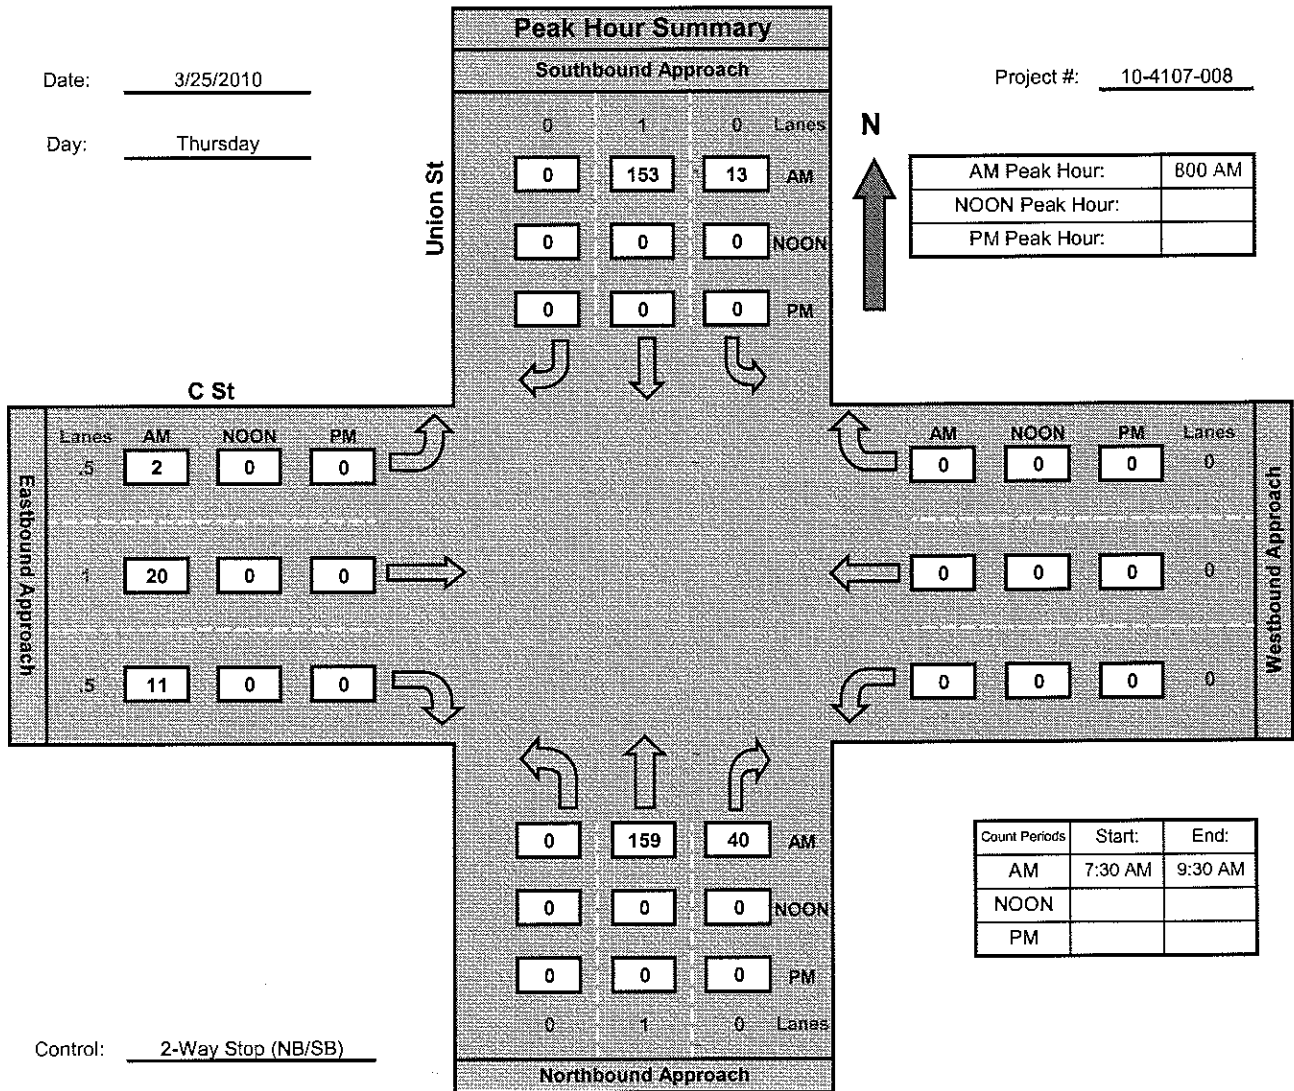 Peak Hour Summary
Southbound Approach
Date: 3/25/2010
Project #: 10-4107-008
Day: Thursday
N
Union St
0 1 0 Lanes
0 153 13 AM
0 0 0 NOON
0 0 0 PM
AM Peak Hour: 800 AM
NOON Peak Hour:
PM Peak Hour:
C St
Eastbound Approach
Lanes AM NOON PM
.5 2 0 0
1 20 0 0
.5 11 0 0
AM NOON PM Lanes
0 0 0 0
0 0 0 0
0 0 0 0
Westbound Approach
0 159 40 AM
0 0 0 NOON
0 0 0 PM
0 1 0 Lanes
Northbound Approach
Count Periods Start: End:
AM 7:30 AM 9:30 AM
NOON
PM
Control: 2-Way Stop (NB/SB)